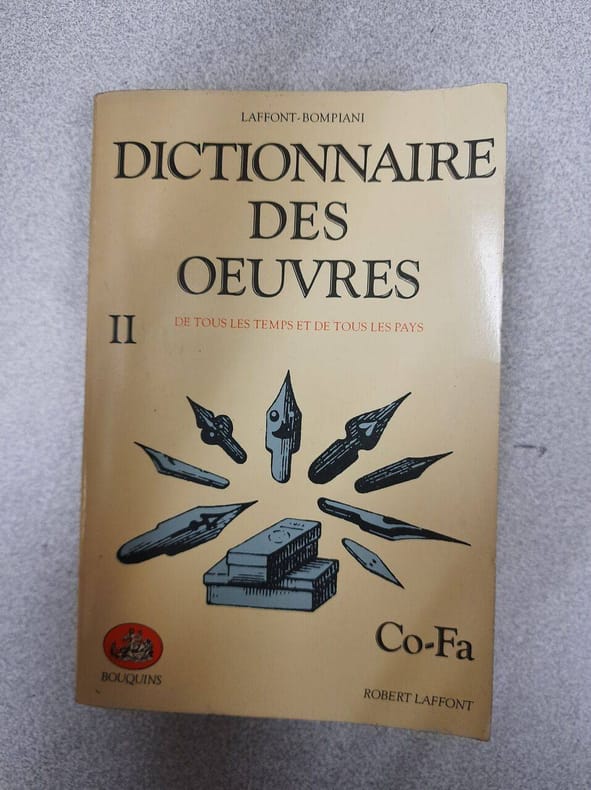 LAFFONT-BOMPIANI
DICTIONNAIRE
DES
OEUVRES
II
DE TOUS LES TEMPS ET DE TOUS LES PAYS
Co-Fa
BOUQUINS
ROBERT LAFFONT